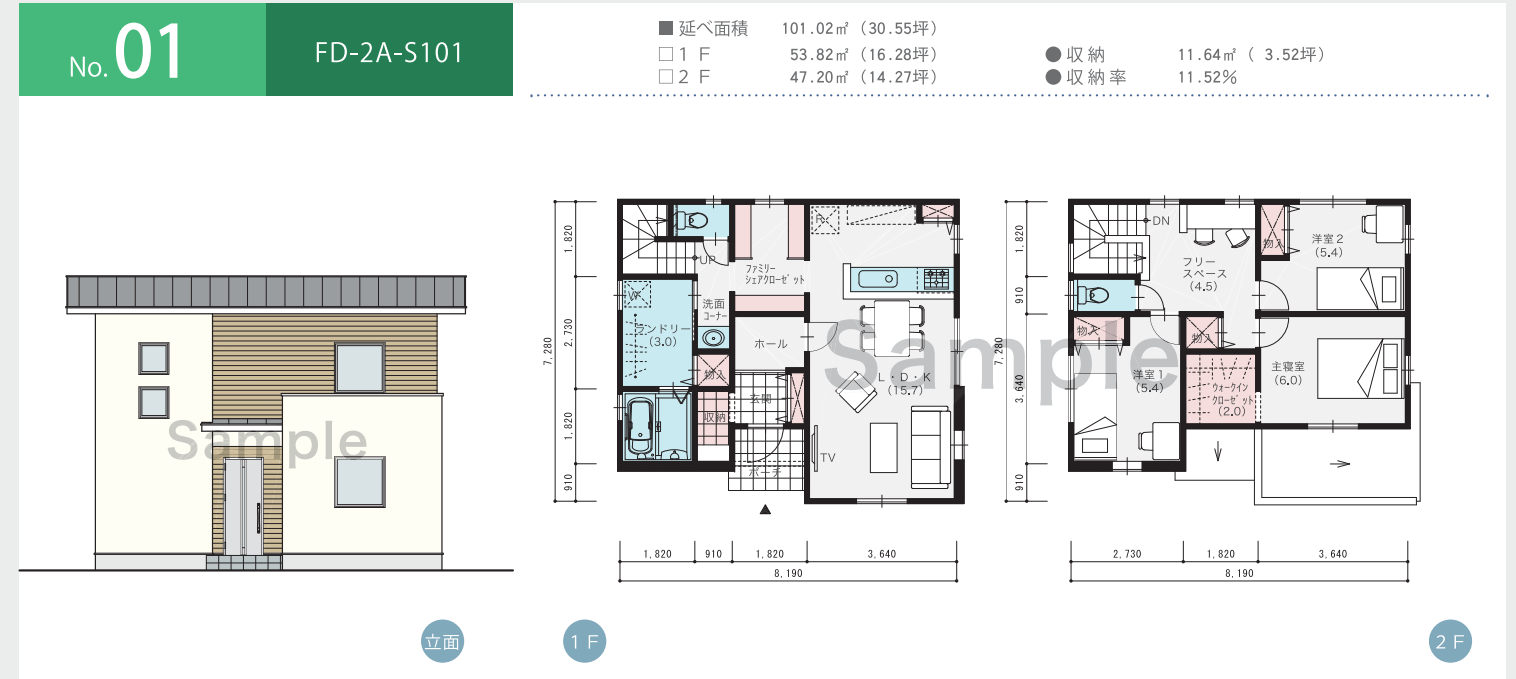 No. 01
FD-2A-S101
■ 延べ面積 101.02㎡（30.55坪）
□１Ｆ 53.82㎡（16.28坪）
□２Ｆ 47.20㎡（14.27坪）
● 収納 11.64㎡（ 3.52坪）
● 収納率 11.52％
Sample
立面
1,820
2,730
1,820
910
7,280
UP
R
ファミリー
シェアクローゼット
W
ランドリー
(3.0)
洗面
コーナー
ホール
物入
収納
玄関
ポーチ
L・D・K
(15.7)
TV
▲
1,820
910
1,820
3,640
8,190
１Ｆ
Sample
1,820
910
3,640
910
7,280
DN
フリー
スペース
(4.5)
物入
洋室２
(5.4)
物入
物入
洋室１
(5.4)
ウォークイン
クローゼット
(2.0)
主寝室
(6.0)
2,730
1,820
3,640
8,190
２Ｆ